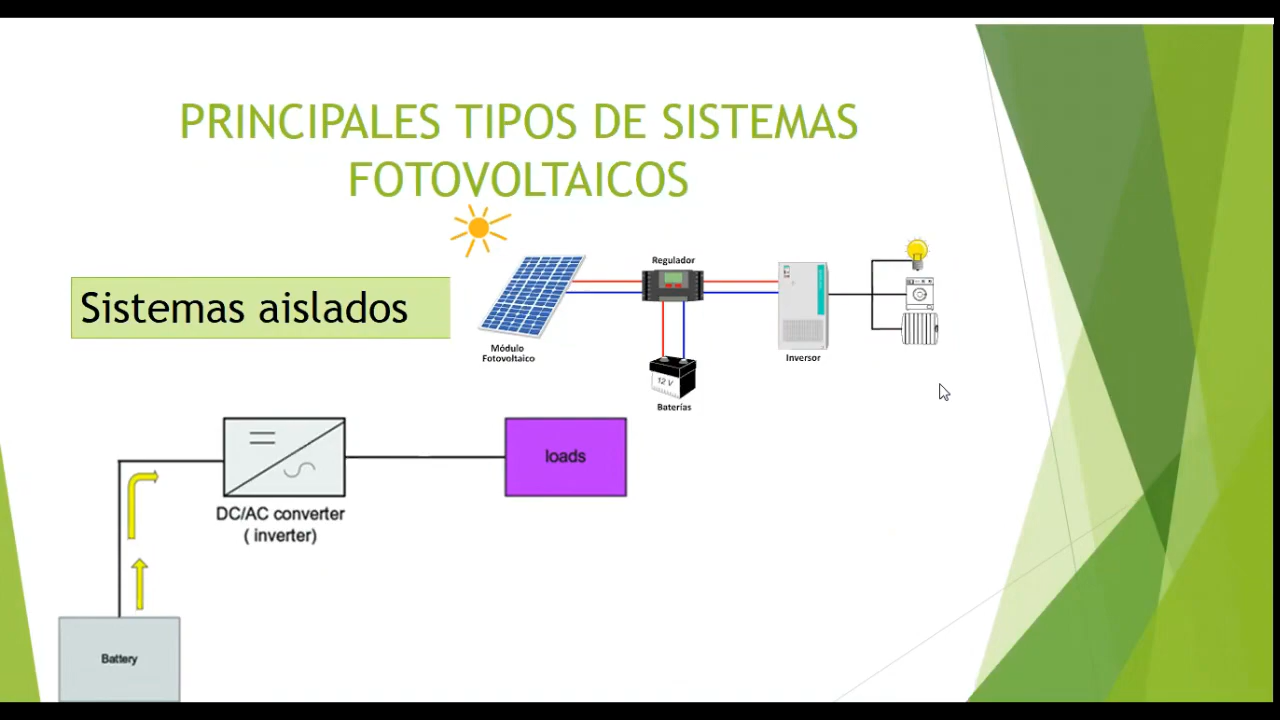 PRINCIPALES TIPOS DE SISTEMAS
FOTOVOLTAICOS
Sistemas aislados
Regulador
Módulo
Fotovoltaico
Inversor
12 V
Baterías
loads
DC/AC converter
( inverter)
Battery